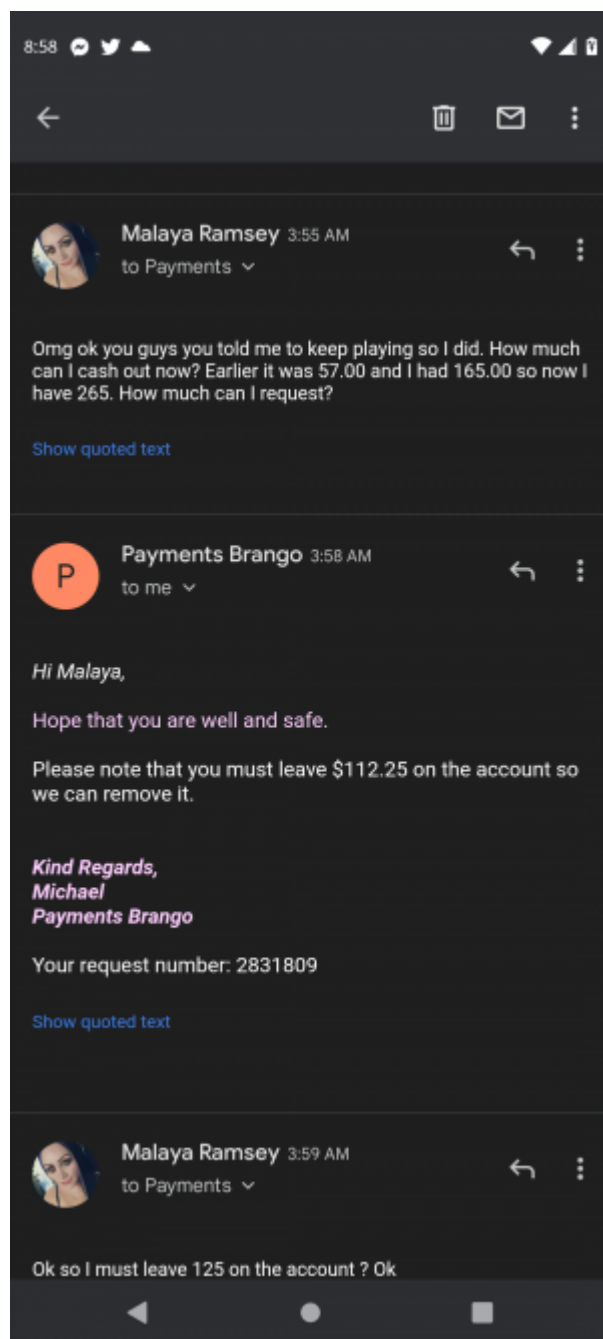 8:58
Malaya Ramsey 3:55 AM
to Payments
Omg ok you guys you told me to keep playing so I did. How much
can I cash out now? Earlier it was 57.00 and I had 165.00 so now I
have 265. How much can I request?
Show quoted text
P
Payments Brango 3:58 AM
to me
Hi Malaya,
Hope that you are well and safe.
Please note that you must leave $112.25 on the account so
we can remove it.
Kind Regards,
Michael
Payments Brango
Your request number: 2831809
Show quoted text
Malaya Ramsey 3:59 AM
to Payments
Ok so I must leave 125 on the account ? Ok